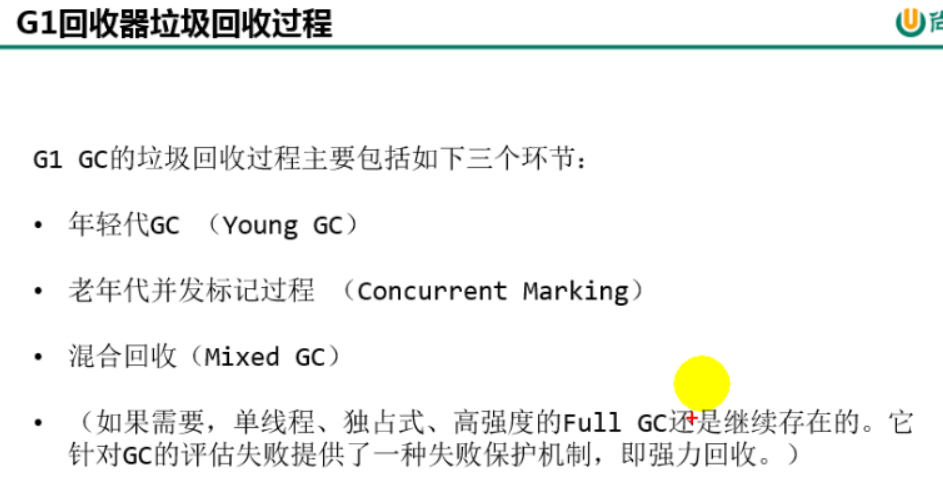 G1回收器垃圾回收过程
G1 GC的垃圾回收过程主要包括如下三个环节：
• 年轻代GC （Young GC）
• 老年代并发标记过程 （Concurrent Marking）
• 混合回收（Mixed GC）
• （如果需要，单线程、独占式、高强度的Full GC还是继续存在的。它
针对GC的评估失败提供了一种失败保护机制，即强力回收。）